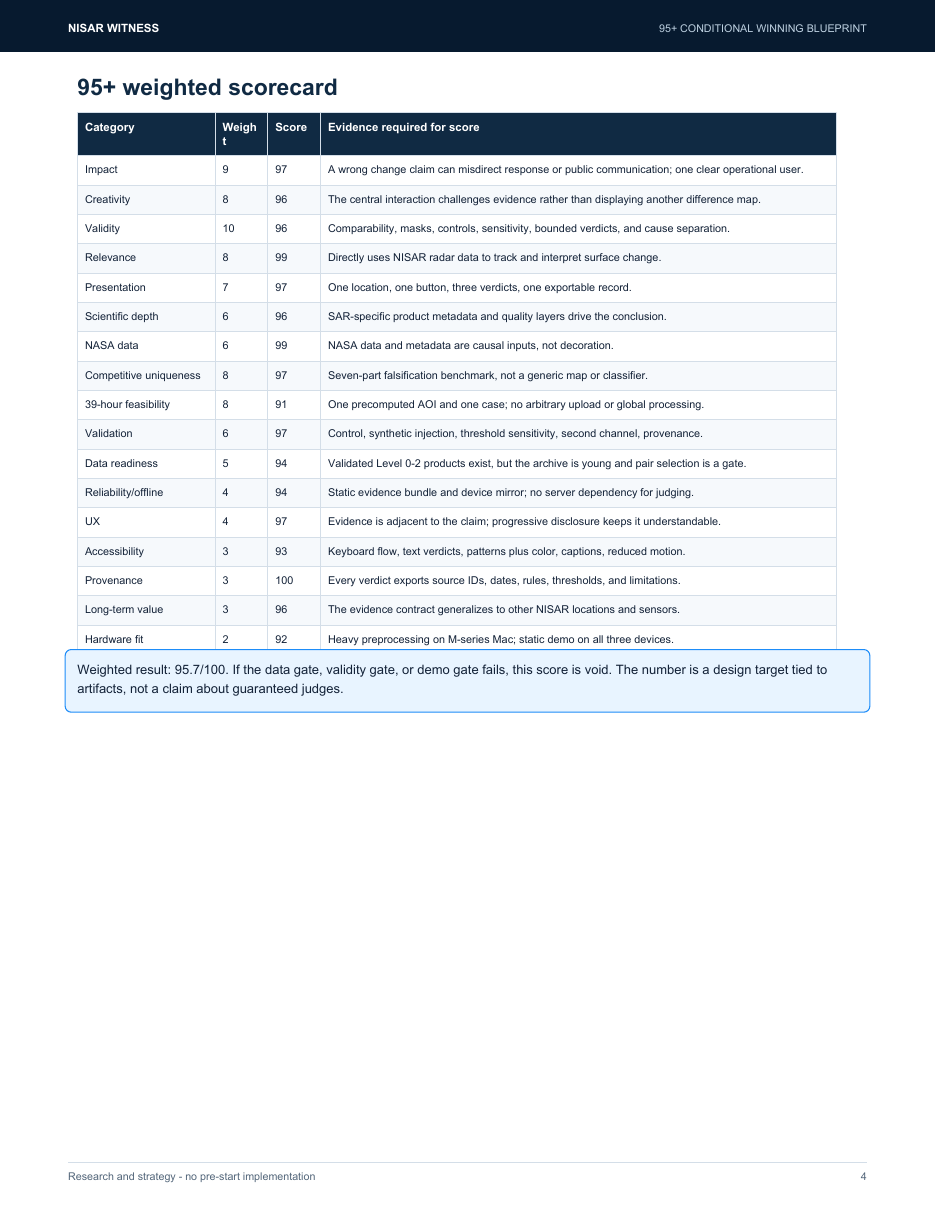 NISAR WITNESS
95+ CONDITIONAL WINNING BLUEPRINT
95+ weighted scorecard
Category Weigh t Score Evidence required for score
Impact 9 97 A wrong change claim can misdirect response or public communication; one clear operational user.
Creativity 8 96 The central interaction challenges evidence rather than displaying another difference map.
Validity 10 96 Comparability, masks, controls, sensitivity, bounded verdicts, and cause separation.
Relevance 8 99 Directly uses NISAR radar data to track and interpret surface change.
Presentation 7 97 One location, one button, three verdicts, one exportable record.
Scientific depth 6 96 SAR-specific product metadata and quality layers drive the conclusion.
NASA data 6 99 NASA data and metadata are causal inputs, not decoration.
Competitive uniqueness 8 97 Seven-part falsification benchmark, not a generic map or classifier.
39-hour feasibility 8 91 One precomputed AOI and one case; no arbitrary upload or global processing.
Validation 6 97 Control, synthetic injection, threshold sensitivity, second channel, provenance.
Data readiness 5 94 Validated Level 0-2 products exist, but the archive is young and pair selection is a gate.
Reliability/offline 4 94 Static evidence bundle and device mirror; no server dependency for judging.
UX 4 97 Evidence is adjacent to the claim; progressive disclosure keeps it understandable.
Accessibility 3 93 Keyboard flow, text verdicts, patterns plus color, captions, reduced motion.
Provenance 3 100 Every verdict exports source IDs, dates, rules, thresholds, and limitations.
Long-term value 3 96 The evidence contract generalizes to other NISAR locations and sensors.
Hardware fit 2 92 Heavy preprocessing on M-series Mac; static demo on all three devices.
Weighted result: 95.7/100. If the data gate, validity gate, or demo gate fails, this score is void. The number is a design target tied to
artifacts, not a claim about guaranteed judges.
Research and strategy - no pre-start implementation
4